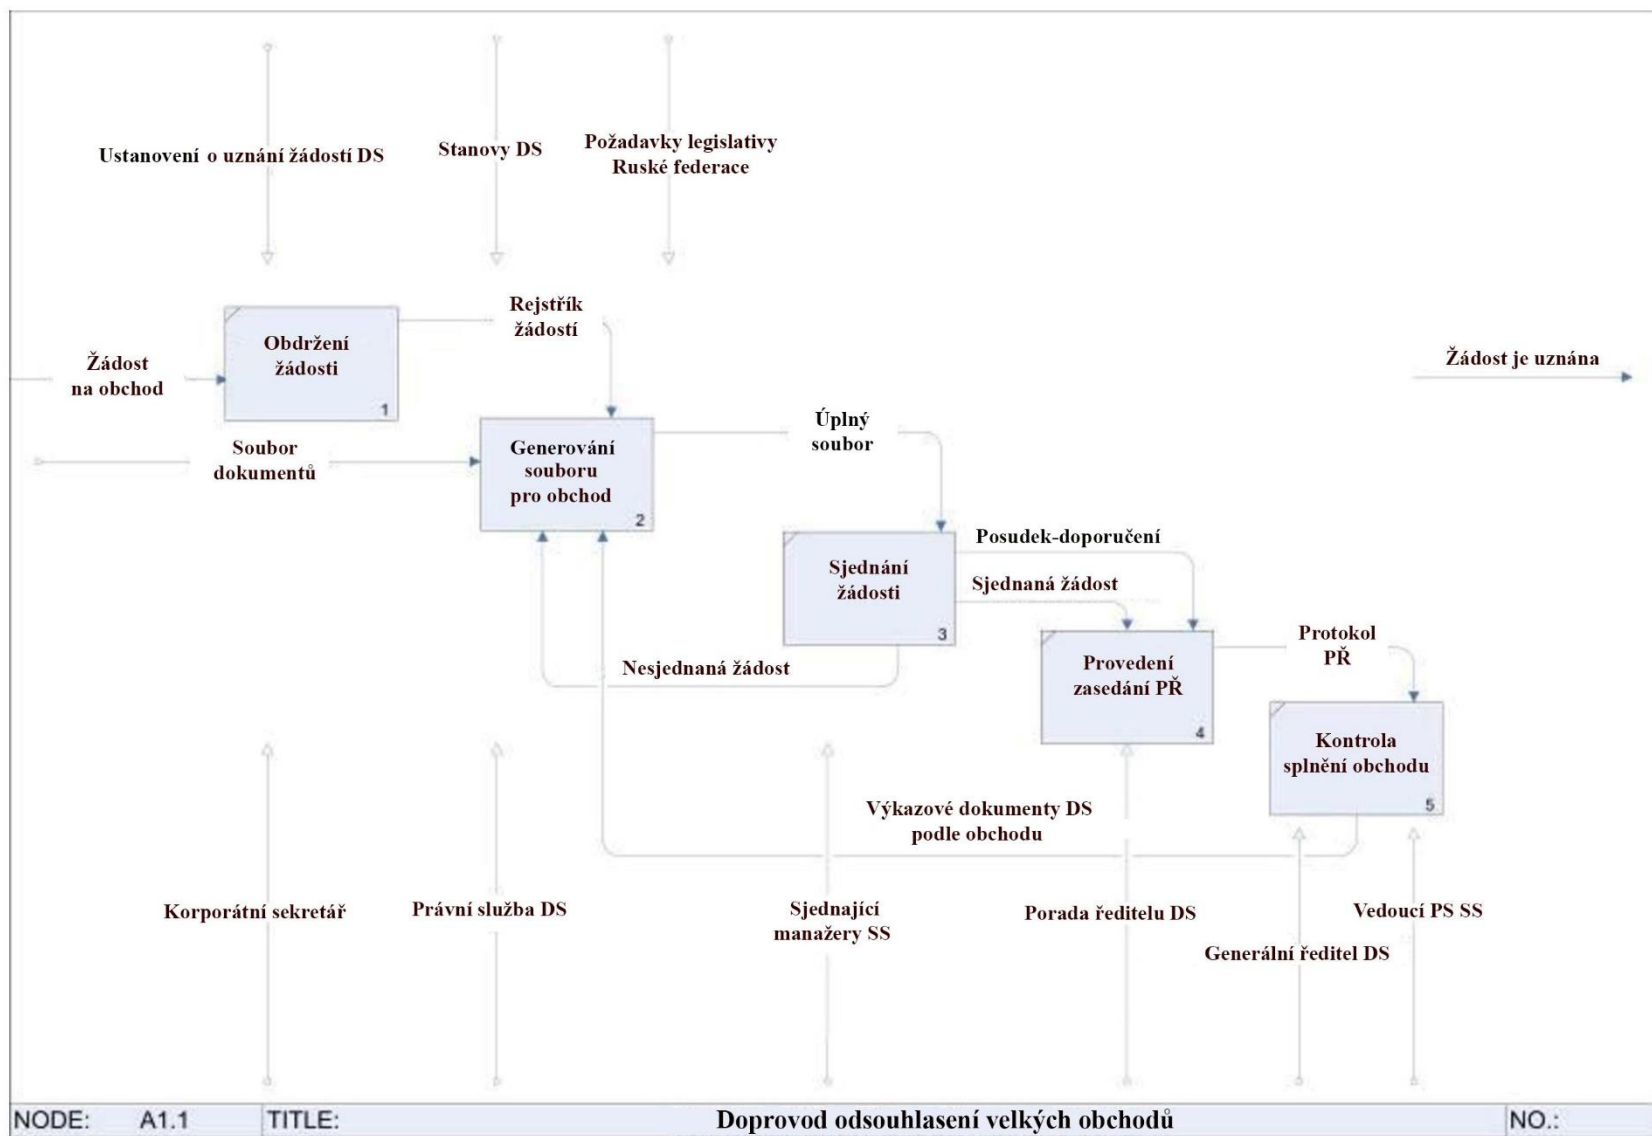 Ustanovení o uznání žádostí DS
Stanovy DS
Požadavky legislativy
Ruské federace
Rejstřík
žádostí
Obdržení
žádosti
1
Žádost
na obchod
Žádost je uznána
Soubor
dokumentů
Generování
souboru
pro obchod
2
Úplný
soubor
Posudek-doporučení
Sjednání
žádosti
3
Sjednaná žádost
Nesjednaná žádost
Provedení
zasedání PŘ
4
Protokol
PŘ
Kontrola
splnění obchodu
5
Výkazové dokumenty DS
podle obchodu
Korporátní sekretář
Právní služba DS
Sjednající
manažery SS
Porada ředitelu DS
Generální ředitel DS
Vedoucí PS SS
NODE: A1.1 TITLE: Doprovod odsouhlasení velkých obchodů NO.: